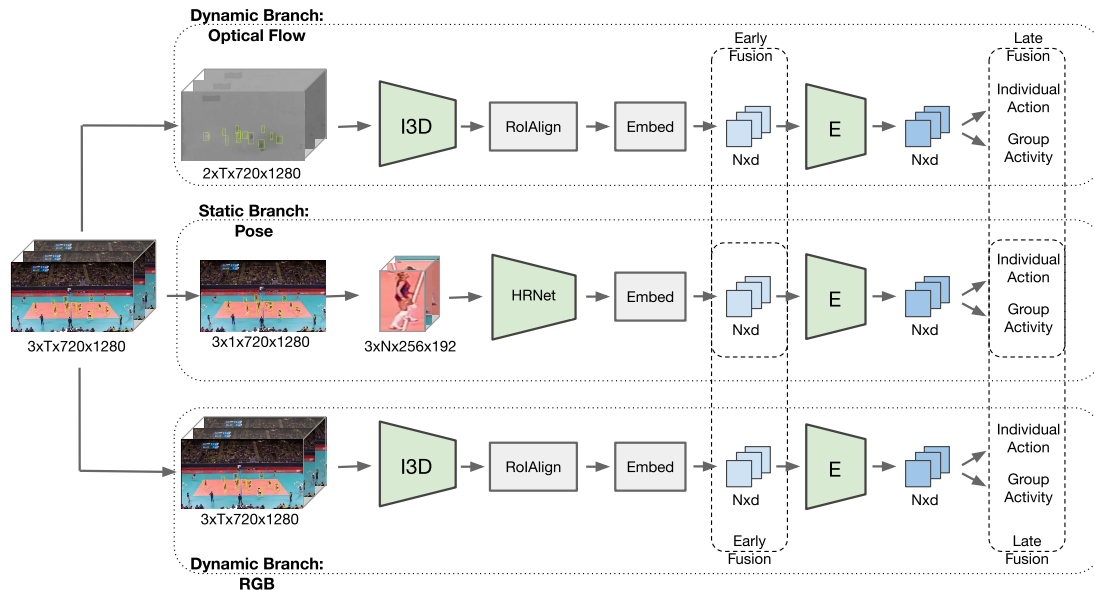 Dynamic Branch:
Optical Flow
Early
Fusion
Late
Fusion
I3D
RoIAlign
Embed
Nxd
E
Nxd
Individual
Action
Group
Activity
2xTx720x1280
Static Branch:
Pose
3xTx720x1280
3x1x720x1280
3xNx256x192
HRNet
Embed
Nxd
E
Nxd
Individual
Action
Group
Activity
I3D
RoIAlign
Embed
Nxd
E
Nxd
Individual
Action
Group
Activity
3xTx720x1280
Early
Fusion
Late
Fusion
Dynamic Branch:
RGB